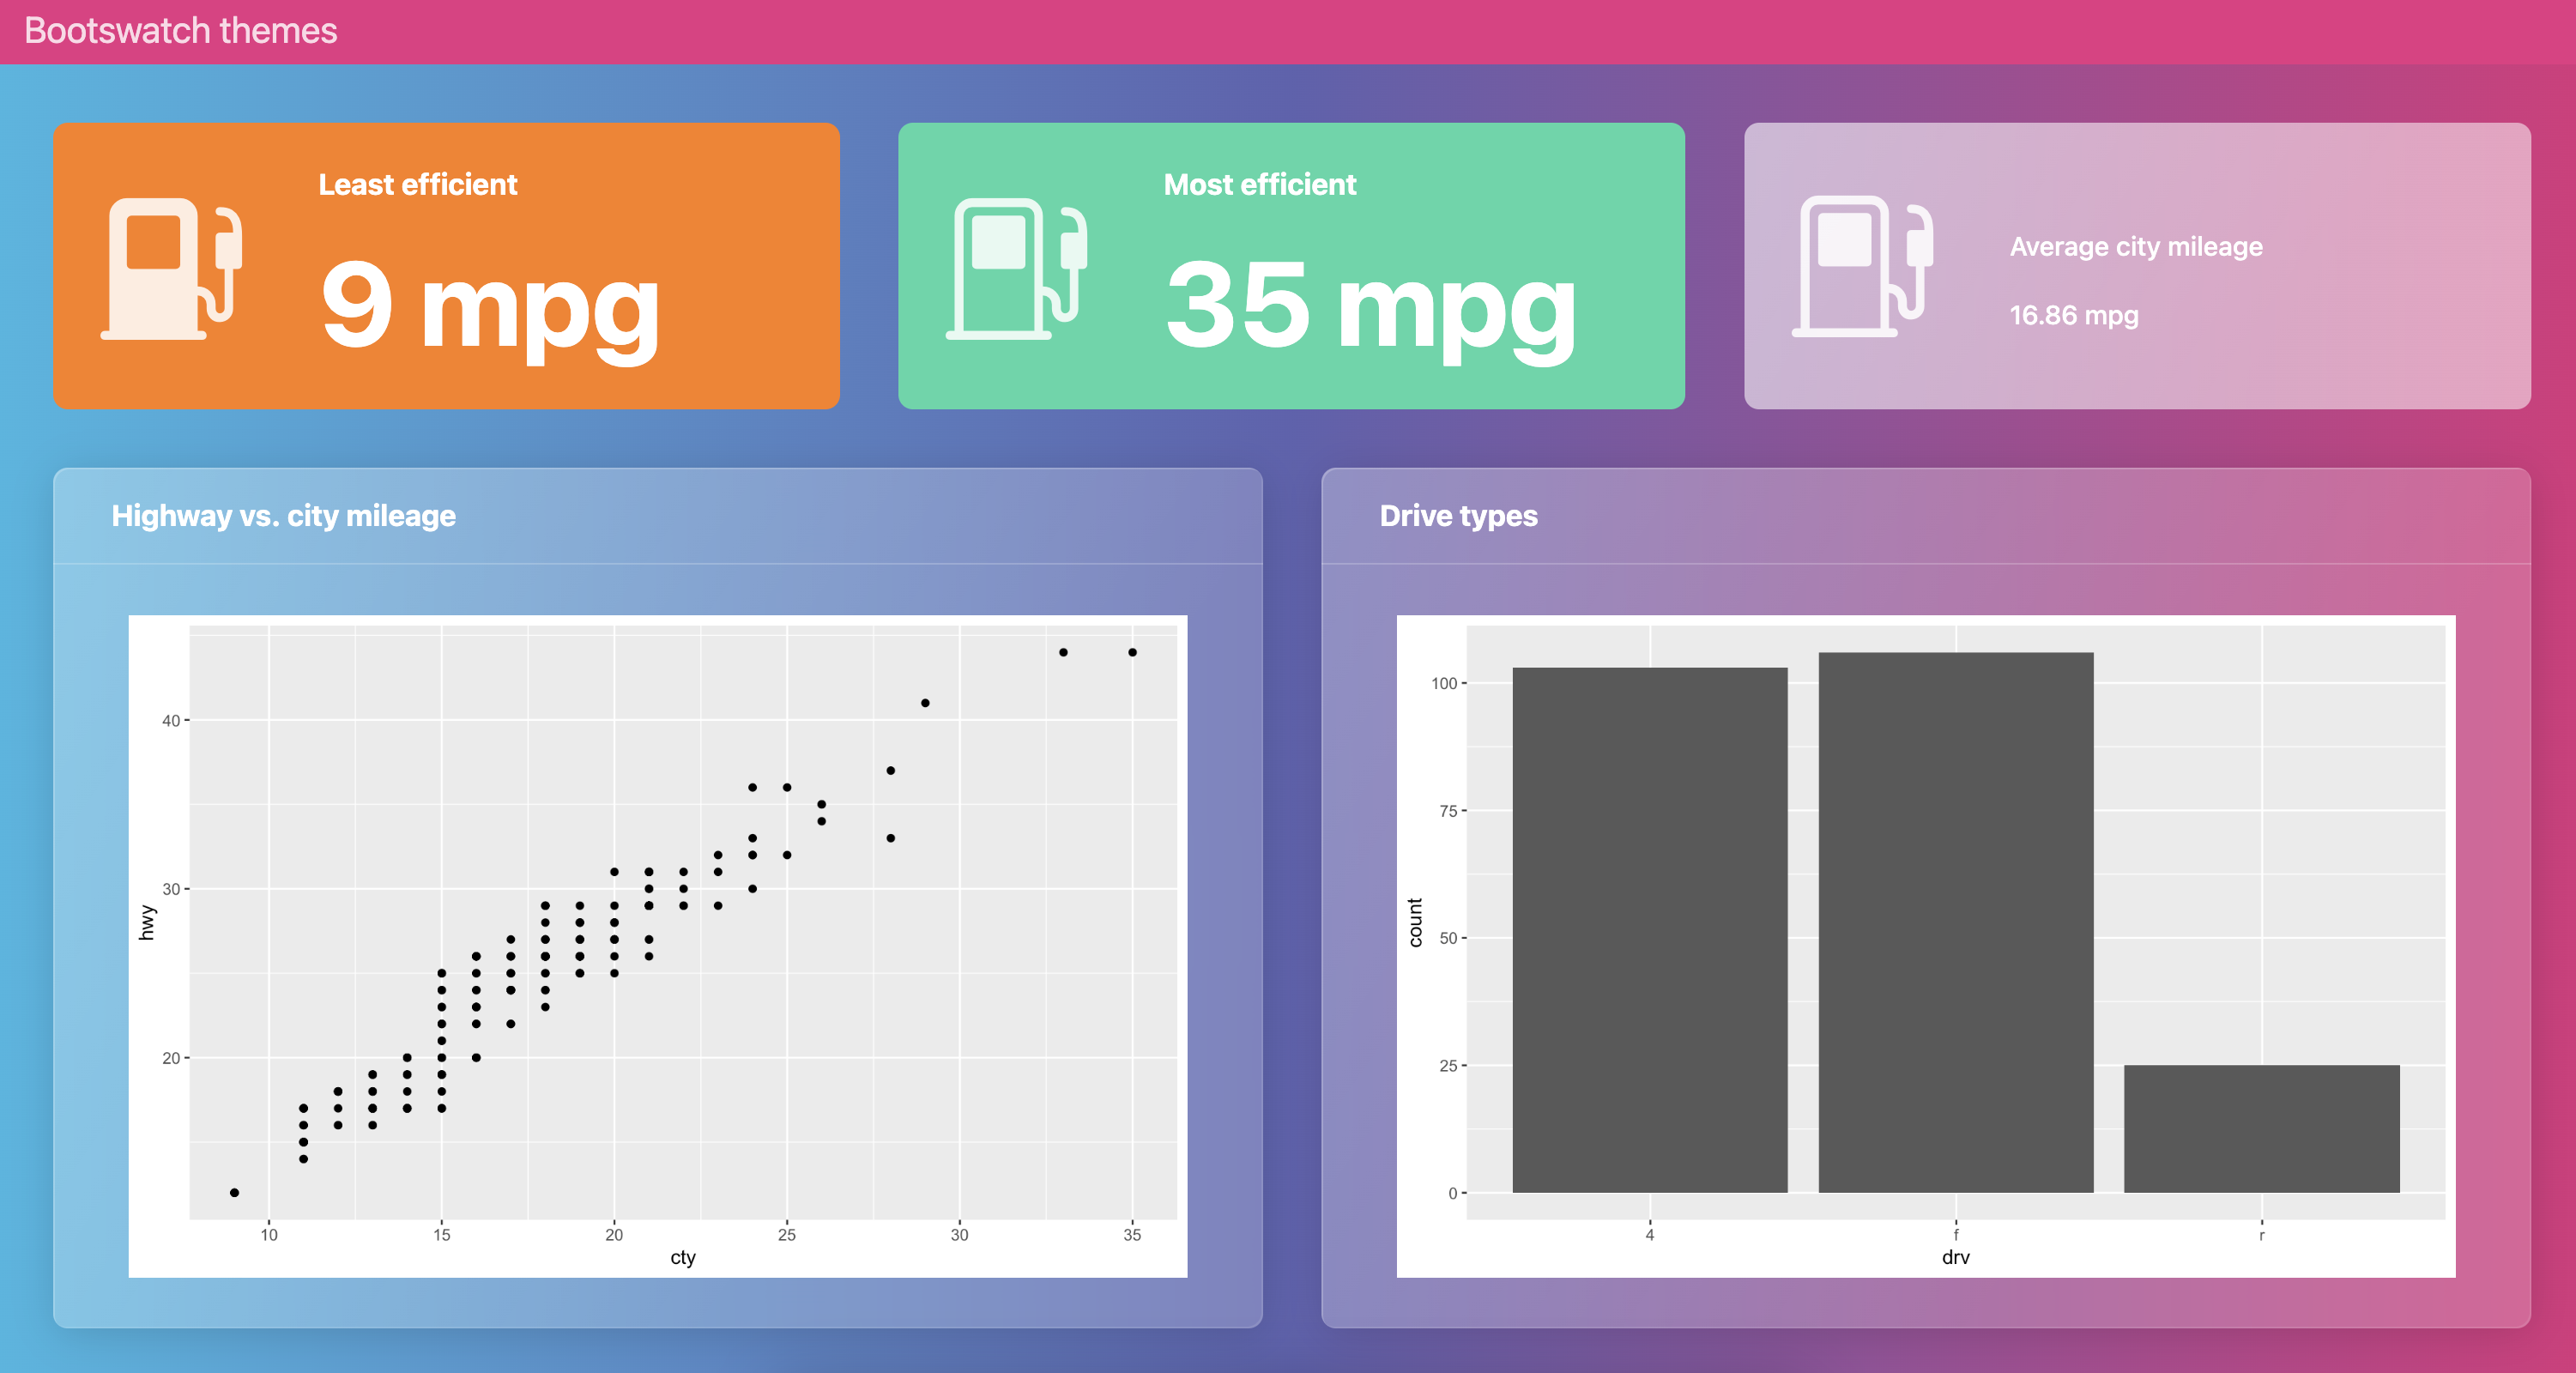 Bootswatch themes
Least efficient
9 mpg
Most efficient
35 mpg
Average city mileage
16.86 mpg
Highway vs. city mileage
40
30
20
hwy
10 15 20 25 30 35
cty
Drive types
100
75
50
25
0
count
4 f r
drv